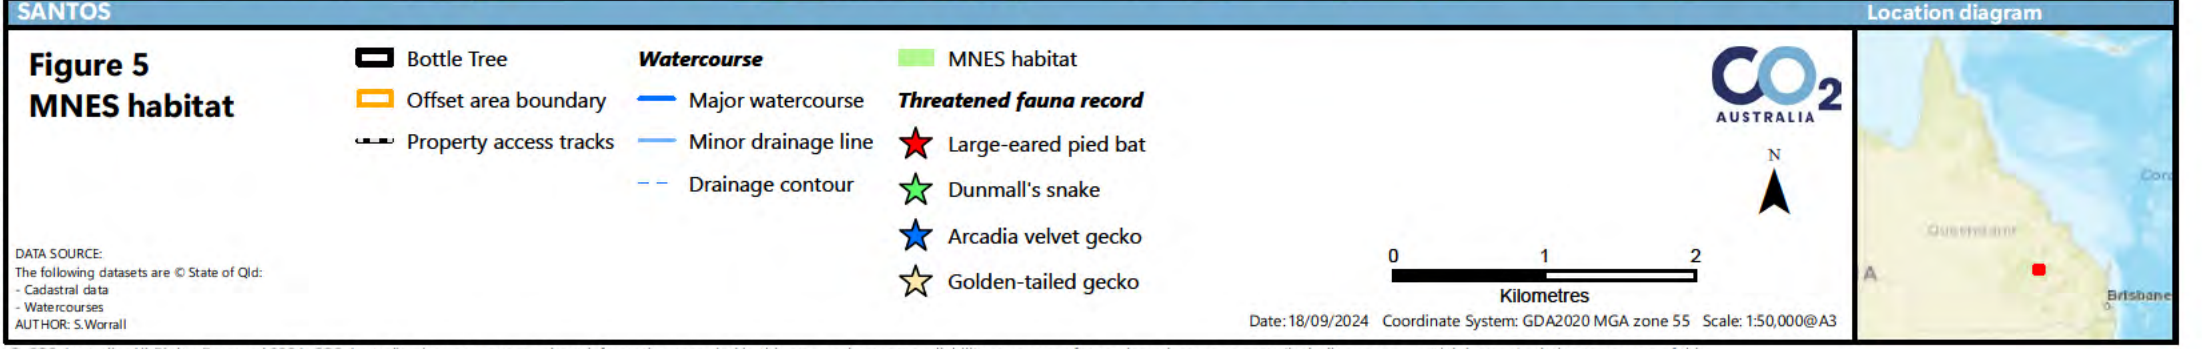 SANTOS
Location diagram
Figure 5
MNES habitat
Bottle Tree
Offset area boundary
Property access tracks
Watercourse
Major watercourse
Minor drainage line
Drainage contour
MNES habitat
Threatened fauna record
Large-eared pied bat
Dunmall's snake
Arcadia velvet gecko
Golden-tailed gecko
CO2
AUSTRALIA
N
0 1 2
Kilometres
Date:18/09/2024 Coordinate System: GDA2020 MGA zone 55 Scale: 1:50,000@A3
DATA SOURCE:
The following datasets are © State of Qld:
- Cadastral data
- Watercourses
AUTHOR: S.Worrall
Queensland
A
Brisbane